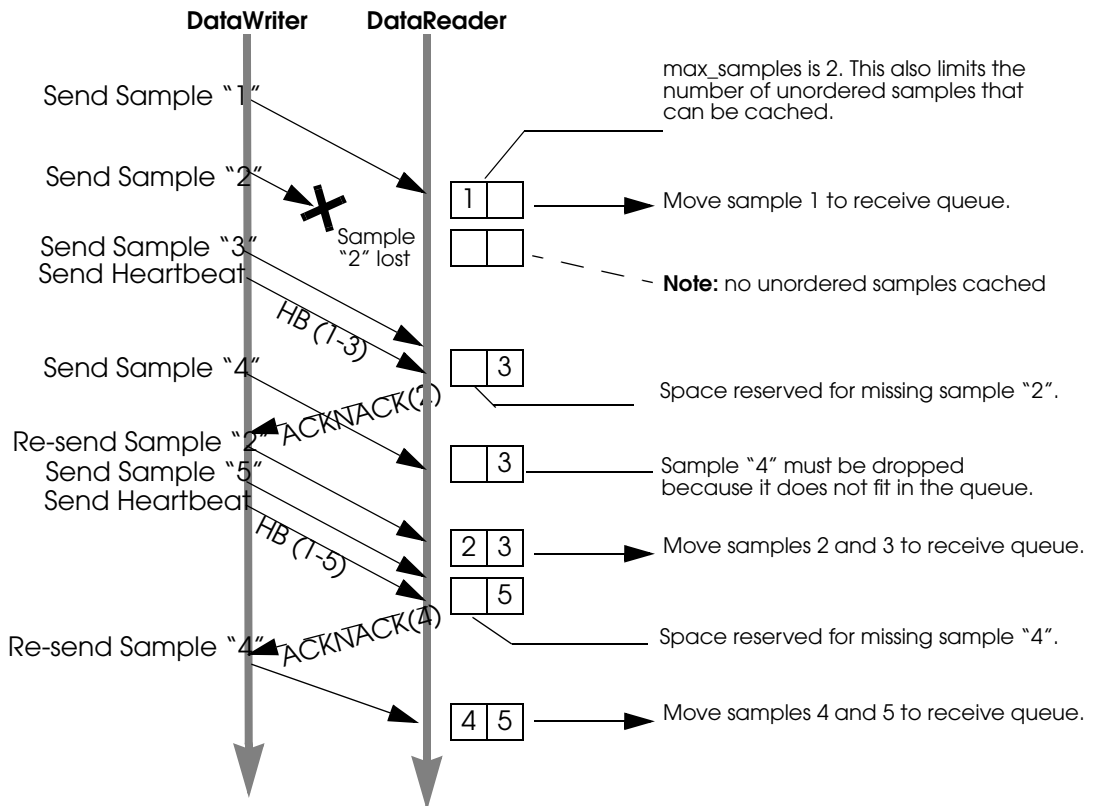 DataWriter DataReader
max_samples is 2. This also limits the
number of unordered samples that
can be cached.
Send Sample “1”
Send Sample “2”
1
Move sample 1 to receive queue.
Sample
“2” lost
Send Sample “3”
Send Heartbeat
Note: no unordered samples cached
HB (1-3)
Send Sample “4”
3
Space reserved for missing sample “2”.
ACKNACK(2)
Re-send Sample “2”
Send Sample “5”
Send Heartbeat
3
Sample “4” must be dropped
because it does not fit in the queue.
HB (1-5)
2 3
Move samples 2 and 3 to receive queue.
5
Space reserved for missing sample “4”.
ACKNACK(4)
Re-send Sample “4”
4 5
Move samples 4 and 5 to receive queue.